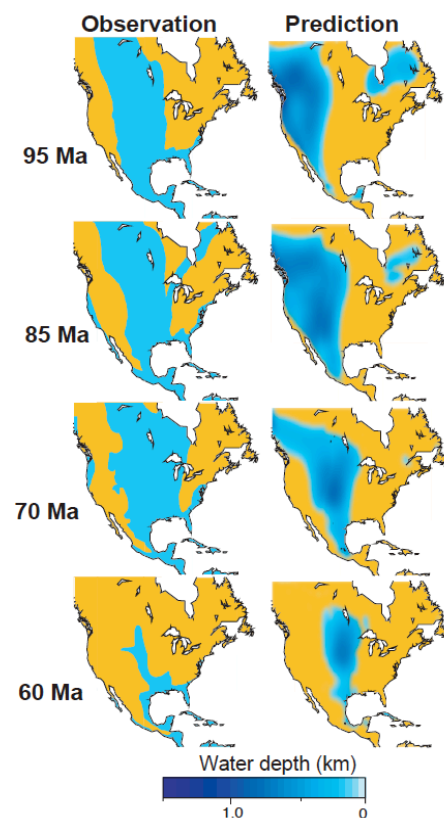 Observation Prediction
95 Ma
85 Ma
70 Ma
60 Ma
Water depth (km)
1.0 0